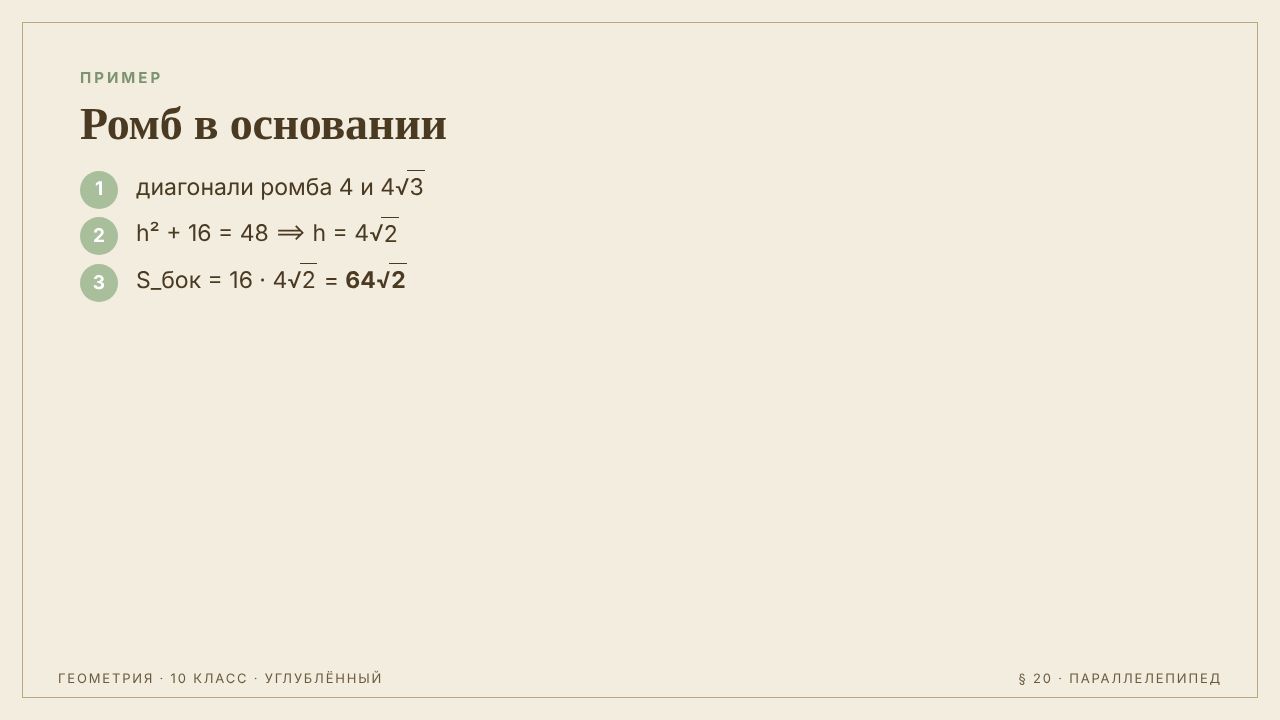 ПРИМЕР
Ромб в основании
1 диагонали ромба 4 и 4√3
2 h² + 16 = 48 ⟹ h = 4√2
3 S_бок = 16 · 4√2 = 64√2
ГЕОМЕТРИЯ · 10 КЛАСС · УГЛУБЛЁННЫЙ
§ 20 · ПАРАЛЛЕЛЕПИПЕД